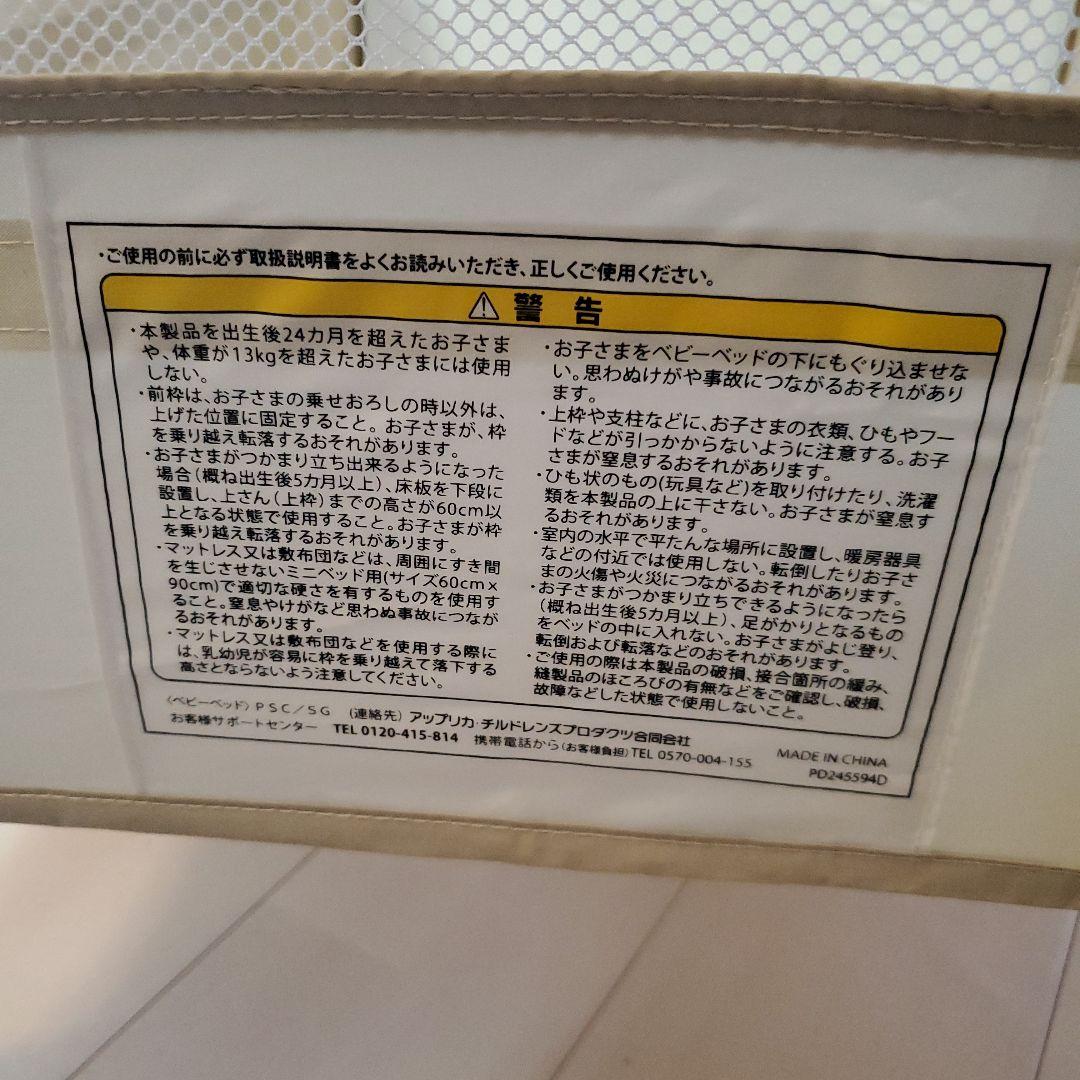 ・ご使用の前に必ず取扱説明書をよくお読みいただき、正しくご使用ください。
警告
・本製品を出生後24カ月を超えたお子さま
や、体重が13kgを超えたお子さまには使用
しない。
・前枠は、お子さまの乗せおろしの時以外は、
上げた位置に固定すること。お子さまが、枠
を乗り越え転落するおそれがあります。
・お子さまがつかまり立ち出来るようになった
場合(概ね出生後5カ月以上)、床板を下段に
設置し、上さん(上枠)までの高さが60cm以
上となる状態で使用すること。お子さまが枠
を乗り越え転落するおそれがあります。
・マットレス又は敷布団などは、周囲にすき間
を生じさせないミニベッド用(サイズ60cm×
90cm)で適切な硬さを有するものを使用す
ること。窒息やけがなど思わぬ事故につなが
るおそれがあります。
・マットレス又は敷布団などを使用する際に
は、乳幼児が容易に枠を乗り越えて落下する
高さとならないよう注意してください。
・お子さまをベビーベッドの下にもぐり込ませな
い。思わぬけがや事故につながるおそれがあり
ます。
・上枠や支柱などに、お子さまの衣類、ひもやフー
ドなどが引っかからないように注意する。お子
さまが窒息するおそれがあります。
・ひも状のもの(玩具など)を取り付けたり、洗濯
類を本製品の上に干さない。お子さまが窒息す
るおそれがあります。
・室内の水平で平たんな場所に設置し、暖房器具
などの付近では使用しない。転倒したりお子さ
まの火傷や火災につながるおそれがあります。
・お子さまがつかまり立ちできるようになったら
(概ね出生後5カ月以上)、足がかりとなるもの
をベッドの中に入れない。お子さまがよじ登り、
転倒および転落などのおそれがあります。
・ご使用の際は本製品の破損、接合箇所の緩み、
縫製品のほころびの有無などをご確認し、破損、
故障などした状態で使用しないこと。
〈ベビーベッド〉PSC/SG (連絡先) アップリカ・チルドレンズプロダクツ合同会社
お客様サポートセンター TEL 0120-415-814 携帯電話から(お客様負担)TEL 0570-004-155
MADE IN CHINA
PD245594D